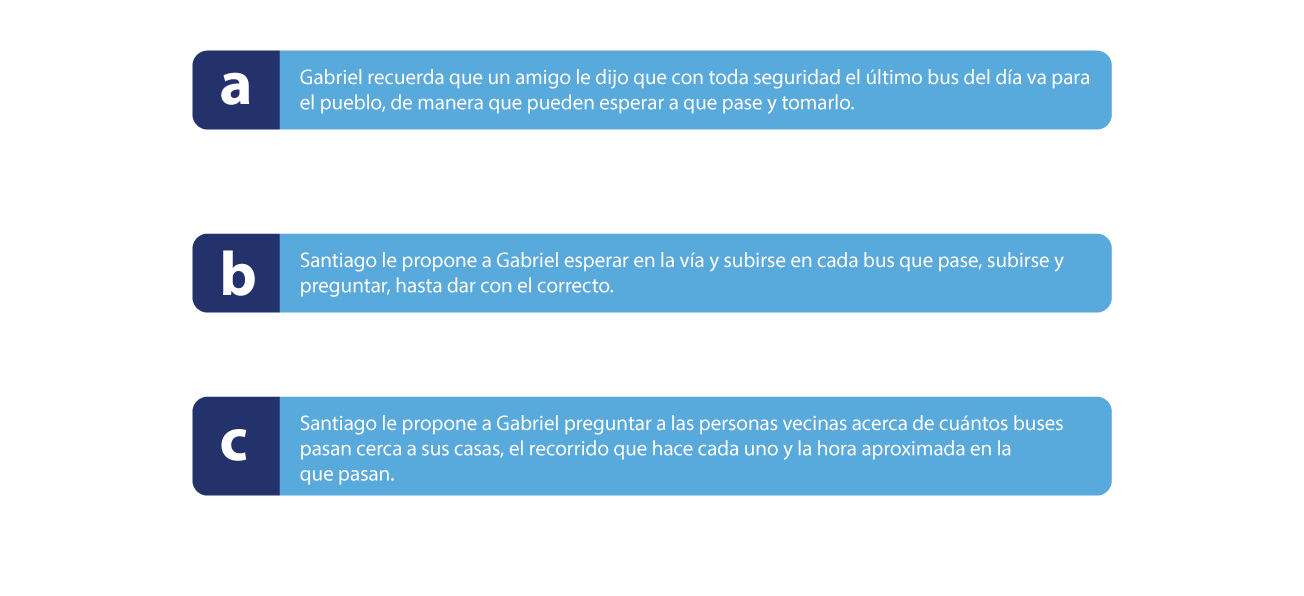 a
Gabriel recuerda que un amigo le dijo que con toda seguridad el último bus del día va para
el pueblo, de manera que pueden esperar a que pase y tomarlo.
b
Santiago le propone a Gabriel esperar en la vía y subirse en cada bus que pase, subirse y
preguntar, hasta dar con el correcto.
c
Santiago le propone a Gabriel preguntar a las personas vecinas acerca de cuántos buses
pasan cerca a sus casas, el recorrido que hace cada uno y la hora aproximada en la
que pasan.